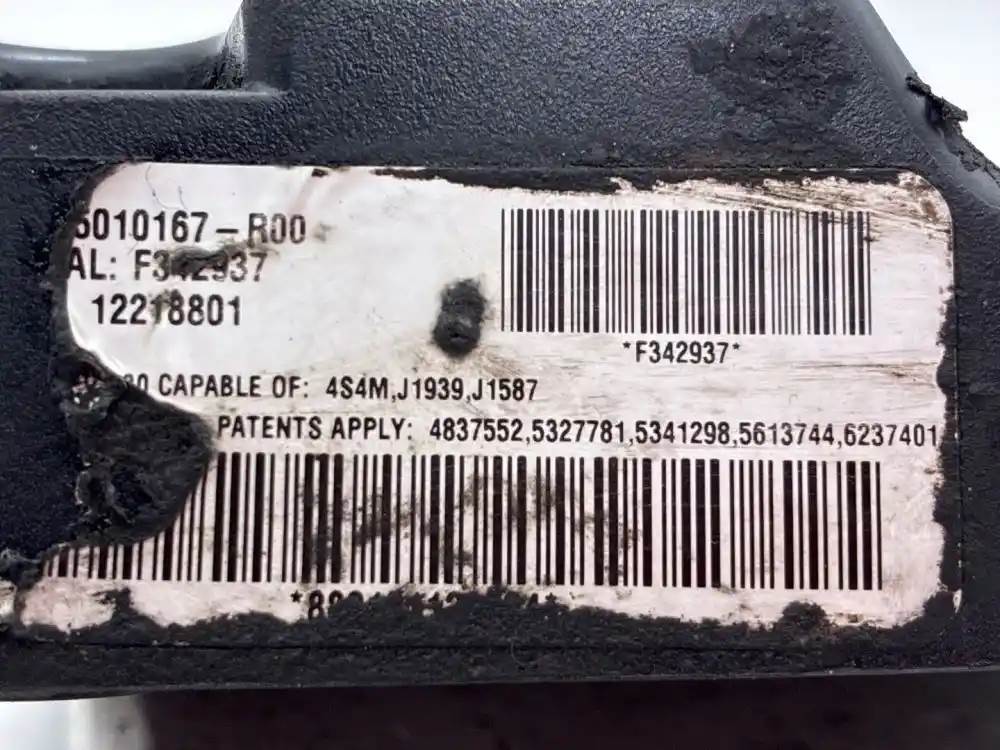 5010167-R00
AL: F342937
12218801
*F342937*
CAPABLE OF: 4S4M,J1939,J1587
PATENTS APPLY: 4837552,5327781,5341298,5613744,6237401